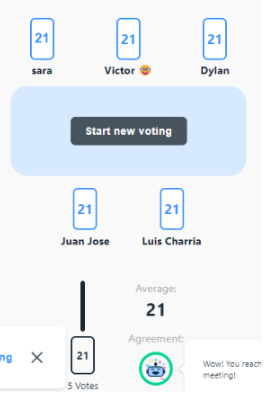 21 21 21
sara Victor 🤓 Dylan
Start new voting
21 21
Juan Jose Luis Charria
Average:
21
Agreement:
21
ng
5 Votes
Wow! You reach
meeting!